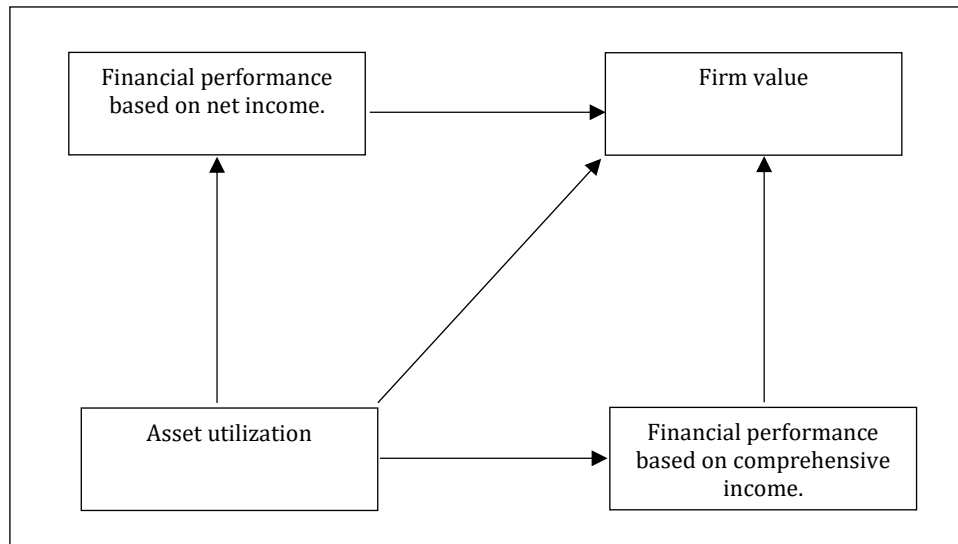 Financial performance
based on net income.
Firm value
Asset utilization
Financial performance
based on comprehensive
income.